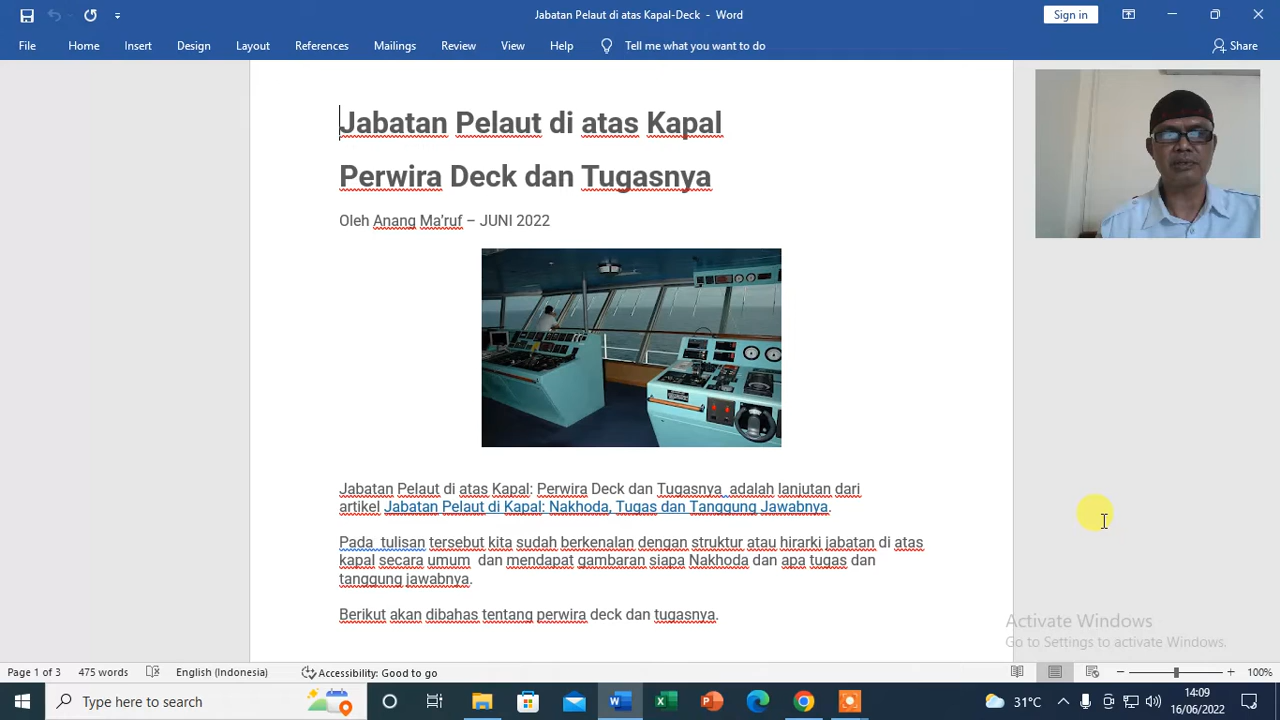 Jabatan Pelaut di atas Kapal-Deck - Word
Sign in
File Home Insert Design Layout References Mailings Review View Help Tell me what you want to do Share
Jabatan Pelaut di atas Kapal
Perwira Deck dan Tugasnya
Oleh Anang Ma'ruf – JUNI 2022
Jabatan Pelaut di atas Kapal: Perwira Deck dan Tugasnya adalah lanjutan dari
artikel Jabatan Pelaut di Kapal: Nakhoda, Tugas dan Tanggung Jawabnya.
Pada tulisan tersebut kita sudah berkenalan dengan struktur atau hirarki jabatan di atas
kapal secara umum dan mendapat gambaran siapa Nakhoda dan apa tugas dan
tanggung jawabnya.
Berikut akan dibahas tentang perwira deck dan tugasnya.
Activate Windows
Go to Settings to activate Windows.
Page 1 of 3 475 words English (Indonesia) Accessibility: Good to go 100%
Type here to search 31°C 14:09
16/06/2022